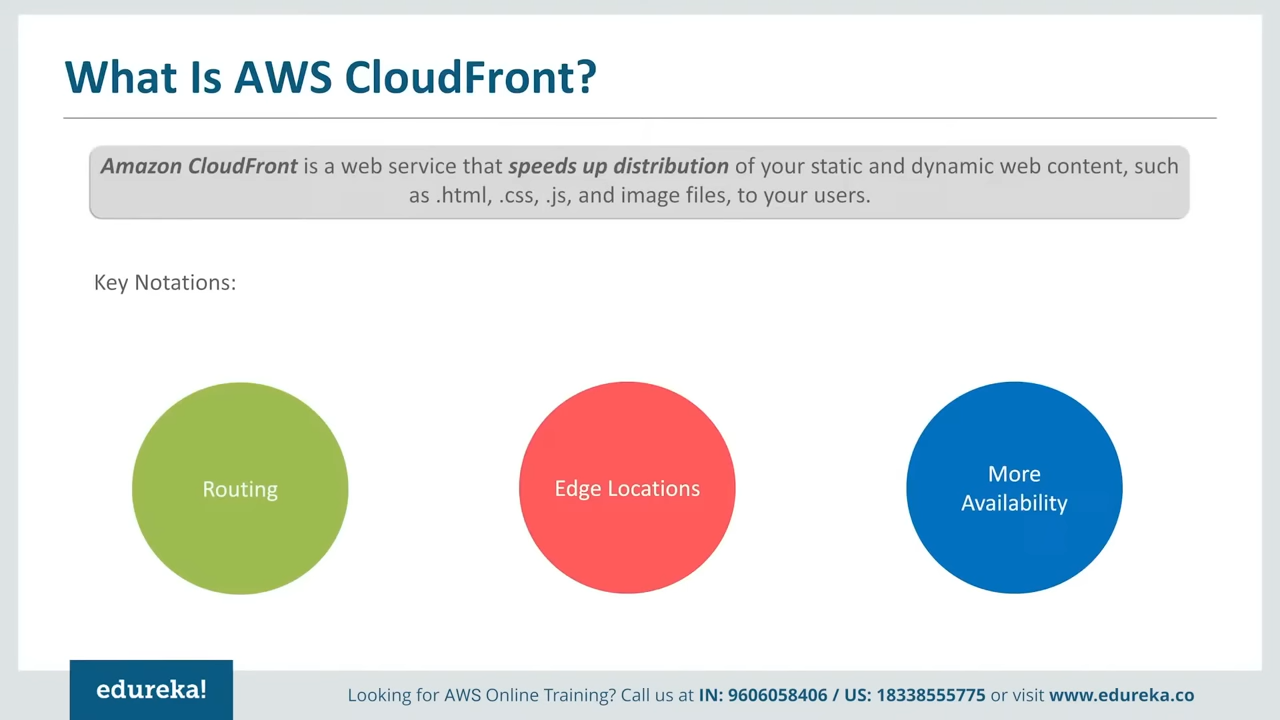 What Is AWS CloudFront?
Amazon CloudFront is a web service that speeds up distribution of your static and dynamic web content, such
as .html, .css, .js, and image files, to your users.
Key Notations:
Routing
Edge Locations
More
Availability
edureka!
Looking for AWS Online Training? Call us at IN: 9606058406 / US: 18338555775 or visit www.edureka.co